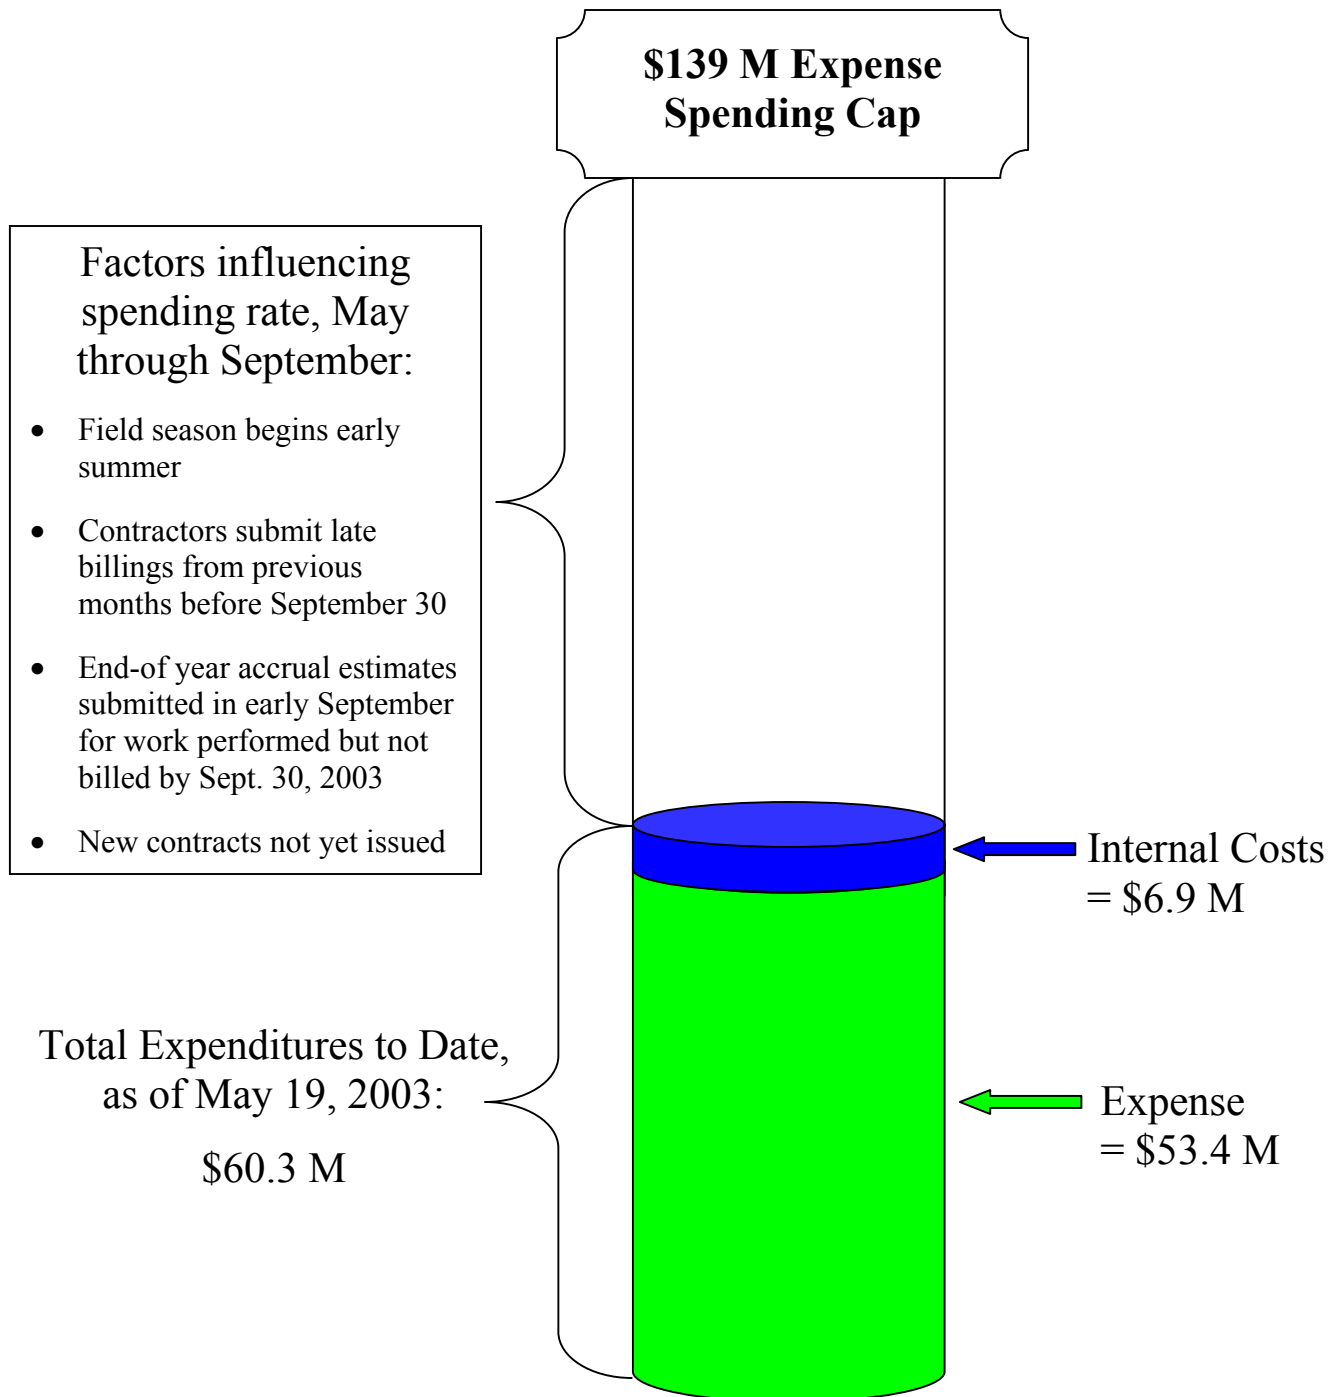 $139 M Expense
Spending Cap
Factors influencing
spending rate, May
through September:
• Field season begins early
summer
• Contractors submit late
billings from previous
months before September 30
• End-of year accrual estimates
submitted in early September
for work performed but not
billed by Sept. 30, 2003
• New contracts not yet issued
Internal Costs
= $6.9 M
Total Expenditures to Date,
as of May 19, 2003:
$60.3 M
Expense
= $53.4 M